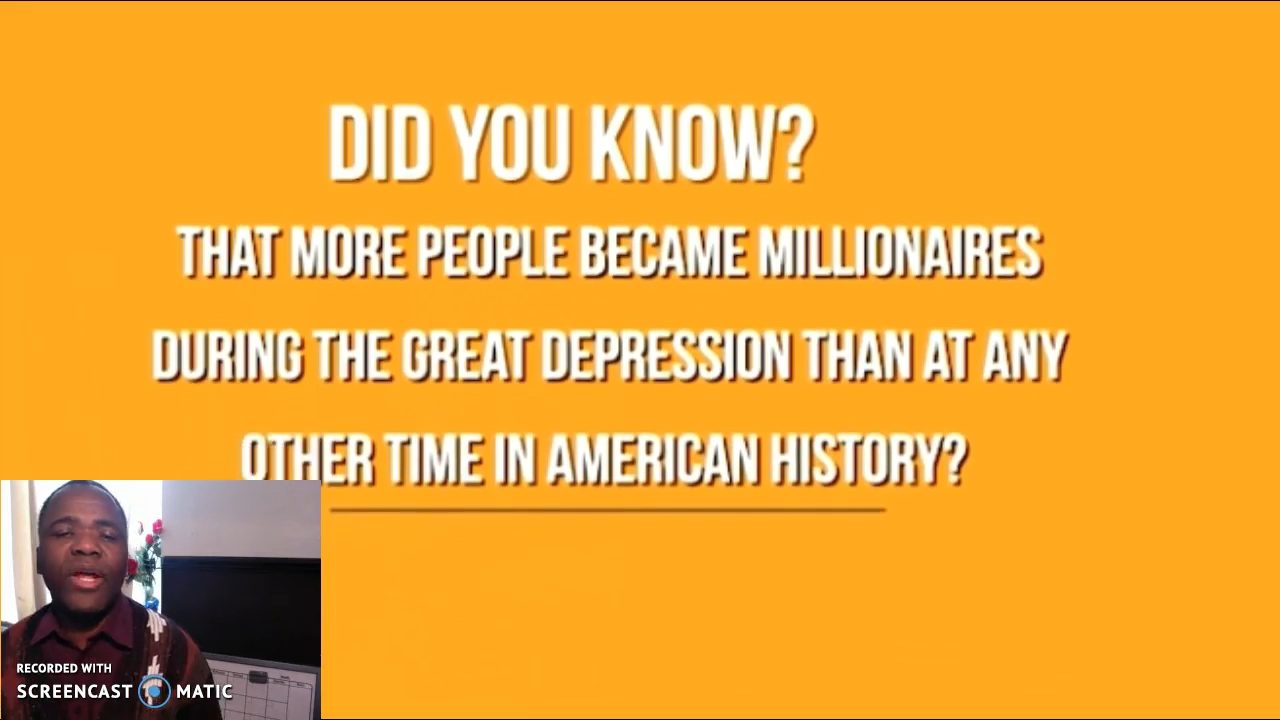 DID YOU KNOW?
THAT MORE PEOPLE BECAME MILLIONAIRES
DURING THE GREAT DEPRESSION THAN AT ANY
OTHER TIME IN AMERICAN HISTORY?
RECORDED WITH
SCREENCAST MATIC